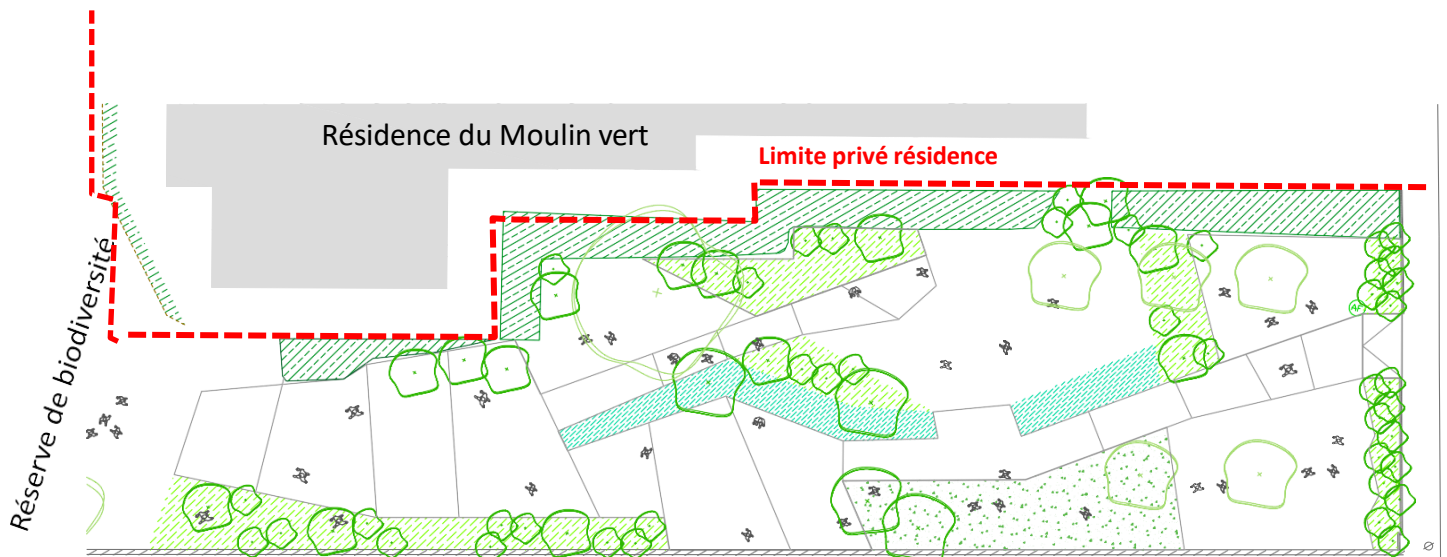 Résidence du Moulin vert
Limite privé résidence
Réserve de biodiversité